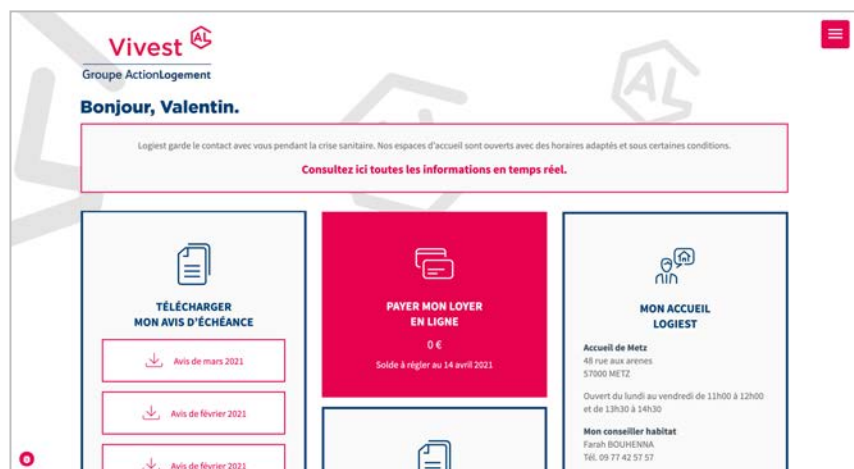 Vivest AL
Groupe ActionLogement
Bonjour, Valentin.
Logiest garde le contact avec vous pendant la crise sanitaire. Nos espaces d'accueil sont ouverts avec des horaires adaptés et sous certaines conditions.
Consultez ici toutes les informations en temps réel.
TÉLÉCHARGER
MON AVIS D'ÉCHÉANCE
Avis de mars 2021
Avis de février 2021
Avis de février 2021
PAYER MON LOYER
EN LIGNE
0 €
Solde à régler au 14 avril 2021
MON ACCUEIL
LOGIEST
Accueil de Metz
48 rue aux arenes
57000 METZ
Ouvert du lundi au vendredi de 11h00 à 12h00
et de 13h30 à 14h30
Mon conseiller habitat
Farah BOUHENNA
Tél. 09 77 42 57 57